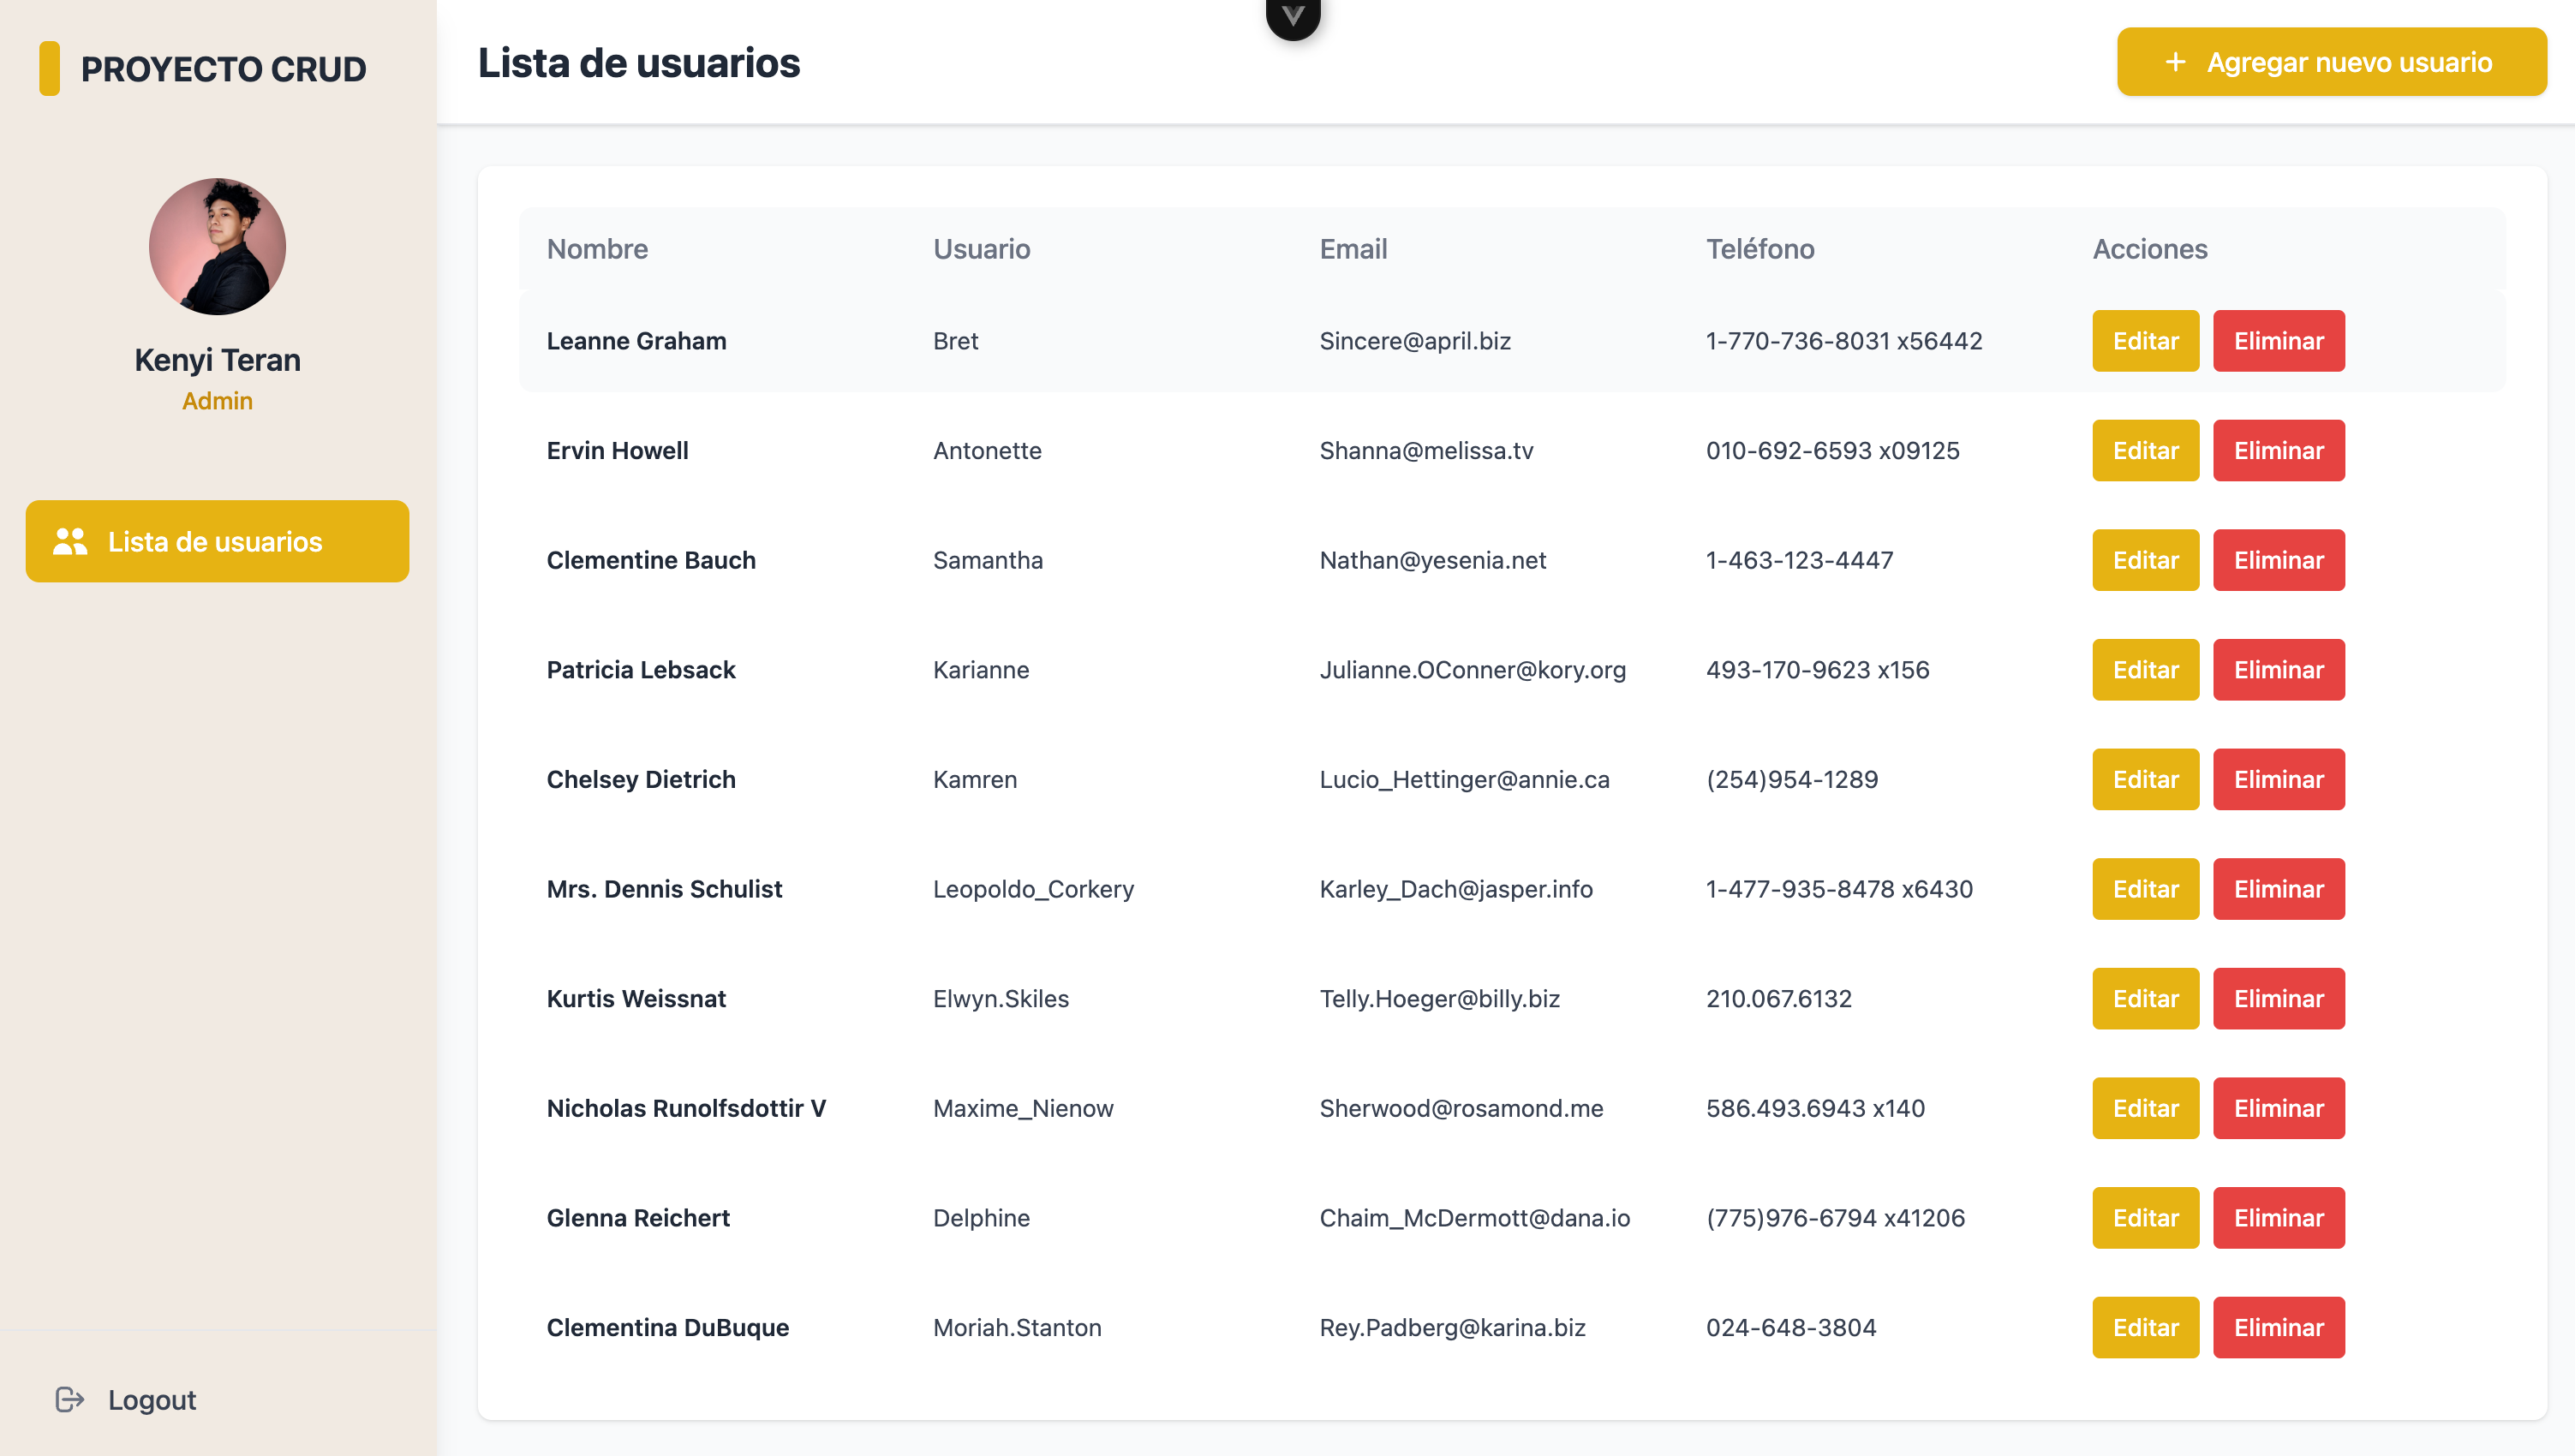 PROYECTO CRUD
Kenyi Teran
Admin
Lista de usuarios
Logout
Lista de usuarios
+ Agregar nuevo usuario
Nombre Usuario Email Teléfono Acciones
Leanne Graham Bret Sincere@april.biz 1-770-736-8031 x56442 Editar Eliminar
Ervin Howell Antonette Shanna@melissa.tv 010-692-6593 x09125 Editar Eliminar
Clementine Bauch Samantha Nathan@yesenia.net 1-463-123-4447 Editar Eliminar
Patricia Lebsack Karianne Julianne.OConner@kory.org 493-170-9623 x156 Editar Eliminar
Chelsey Dietrich Kamren Lucio_Hettinger@annie.ca (254)954-1289 Editar Eliminar
Mrs. Dennis Schulist Leopoldo_Corkery Karley_Dach@jasper.info 1-477-935-8478 x6430 Editar Eliminar
Kurtis Weissnat Elwyn.Skiles Telly.Hoeger@billy.biz 210.067.6132 Editar Eliminar
Nicholas Runolfsdottir V Maxime_Nienow Sherwood@rosamond.me 586.493.6943 x140 Editar Eliminar
Glenna Reichert Delphine Chaim_McDermott@dana.io (775)976-6794 x41206 Editar Eliminar
Clementina DuBuque Moriah.Stanton Rey.Padberg@karina.biz 024-648-3804 Editar Eliminar